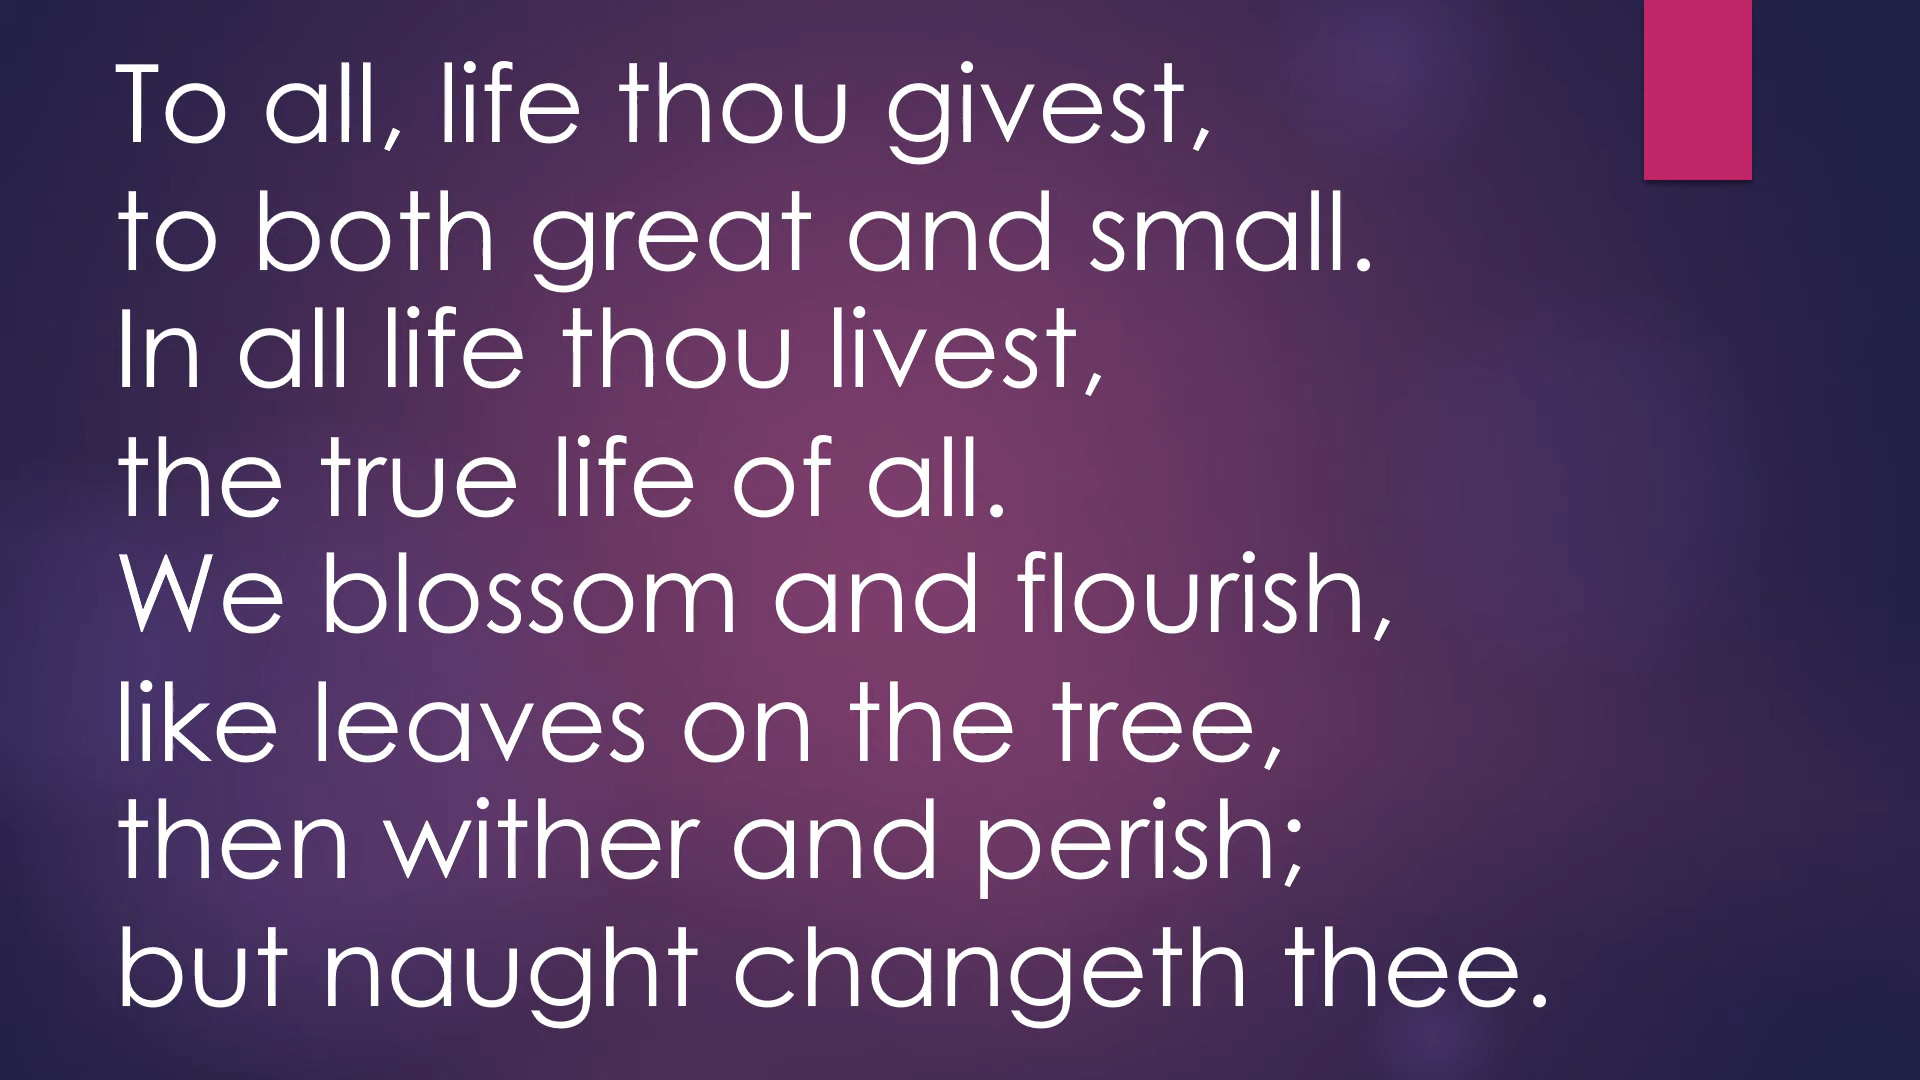 To all, life thou givest,
to both great and small.
In all life thou livest,
the true life of all.
We blossom and flourish,
like leaves on the tree,
then wither and perish;
but naught changeth thee.